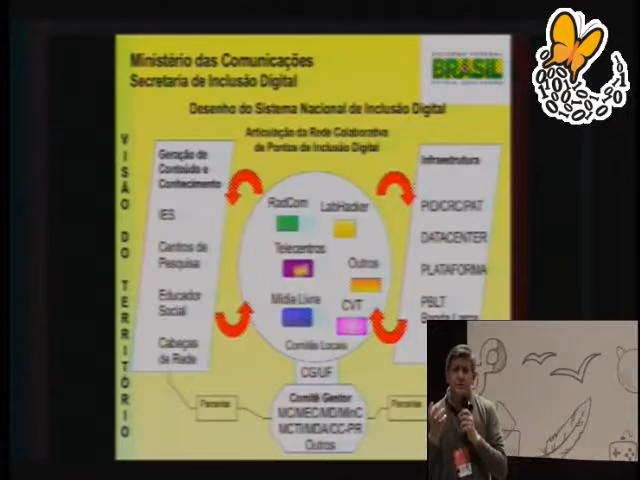 Ministério das Comunicações
Secretaria de Inclusão Digital
BRASIL
Desenho do Sistema Nacional de Inclusão Digital
Articulação da Rede Colaborativa
de Pontos de Inclusão Digital
VISÃO DO TERRITÓRIO
Geração de
Conteúdo e
Conhecimento
IES
Centros de
Pesquisa
Educador
Social
Cabeças
de Rede
RadCom
LabHacker
Telecentros
Outros
Mídia Livre
CVT
Comitês Locais
CG/UF
Infraestrutura
PID/CRC/PAT
DATACENTER
PLATAFORMA
PBLT
Banda Larga
Parcerias
Comitê Gestor
MC/MEC/MD/MinC
MCTI/MDA/CC-PR
Outros
Parcerias